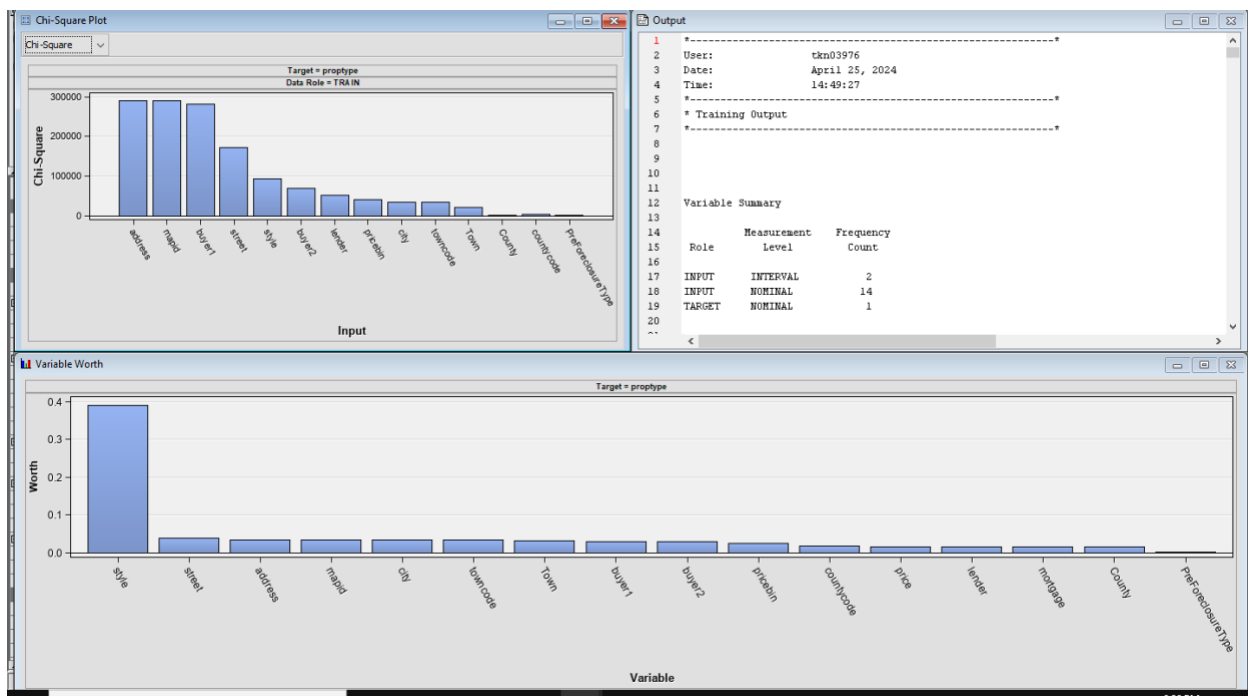 Chi-Square Plot
Chi-Square
Target = proptype
Data Role = TRAIN
Chi-Square
300000
200000
100000
0
address
mapid
buyer1
street
style
buyer2
lender
pricebin
city
towncode
Town
County
countycode
PreForeclosureType
Input
Output
1 *------------------------------------------------------------*
2 User: tkn03976
3 Date: April 25, 2024
4 Time: 14:49:27
5 *------------------------------------------------------------*
6 * Training Output
7 *------------------------------------------------------------*
8
9
10
11
12 Variable Summary
13
14 Measurement Frequency
15 Role Level Count
16
17 INPUT INTERVAL 2
18 INPUT NOMINAL 14
19 TARGET NOMINAL 1
20
Variable Worth
Target = proptype
Worth
0.4
0.3
0.2
0.1
0.0
style
street
address
mapid
city
towncode
Town
buyer1
buyer2
pricebin
countycode
price
lender
mortgage
County
PreForeclosureType
Variable